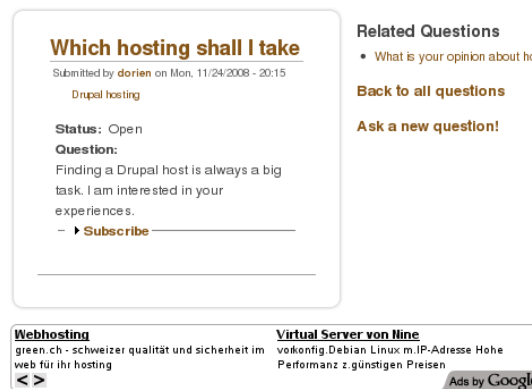 Which hosting shall I take
Submitted by dorien on Mon, 11/24/2008 - 20:15
Drupal hosting
Status: Open
Question:
Finding a Drupal host is always a big
task. I am interested in your
experiences.
Subscribe
Related Questions
What is your opinion about
Back to all questions
Ask a new question!
Webhosting
green.ch - schweizer qualität und sicherheit im
web für ihr hosting
Virtual Server von Nine
vorkonfig.Debian Linux m.IP-Adresse Hohe
Performanz z.günstigen Preisen
< >
Ads by Google